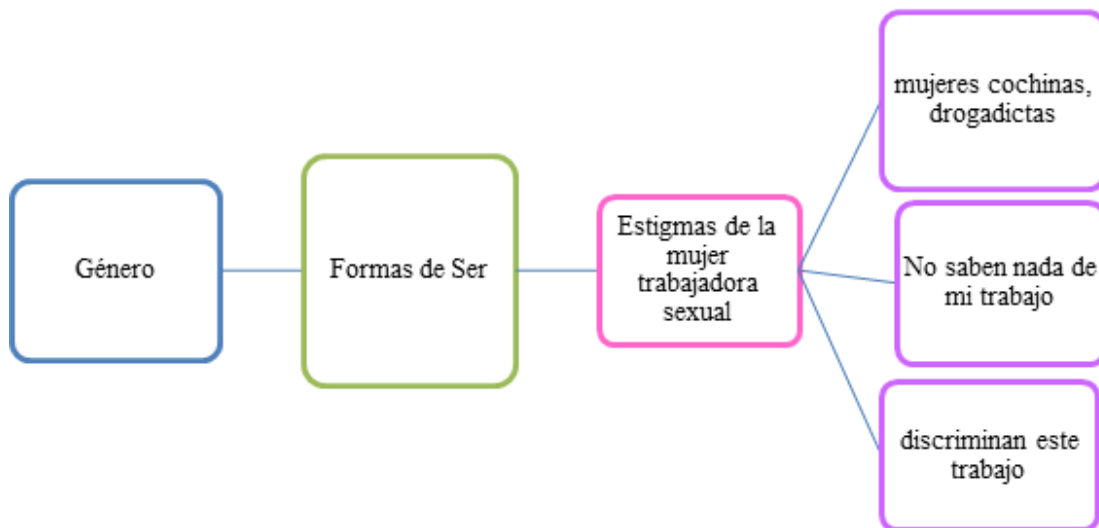 Género
Formas de Ser
Estigmas de la
mujer
trabajadora
sexual
mujeres cochinas,
drogadictas
No saben nada de
mi trabajo
discriminan este
trabajo